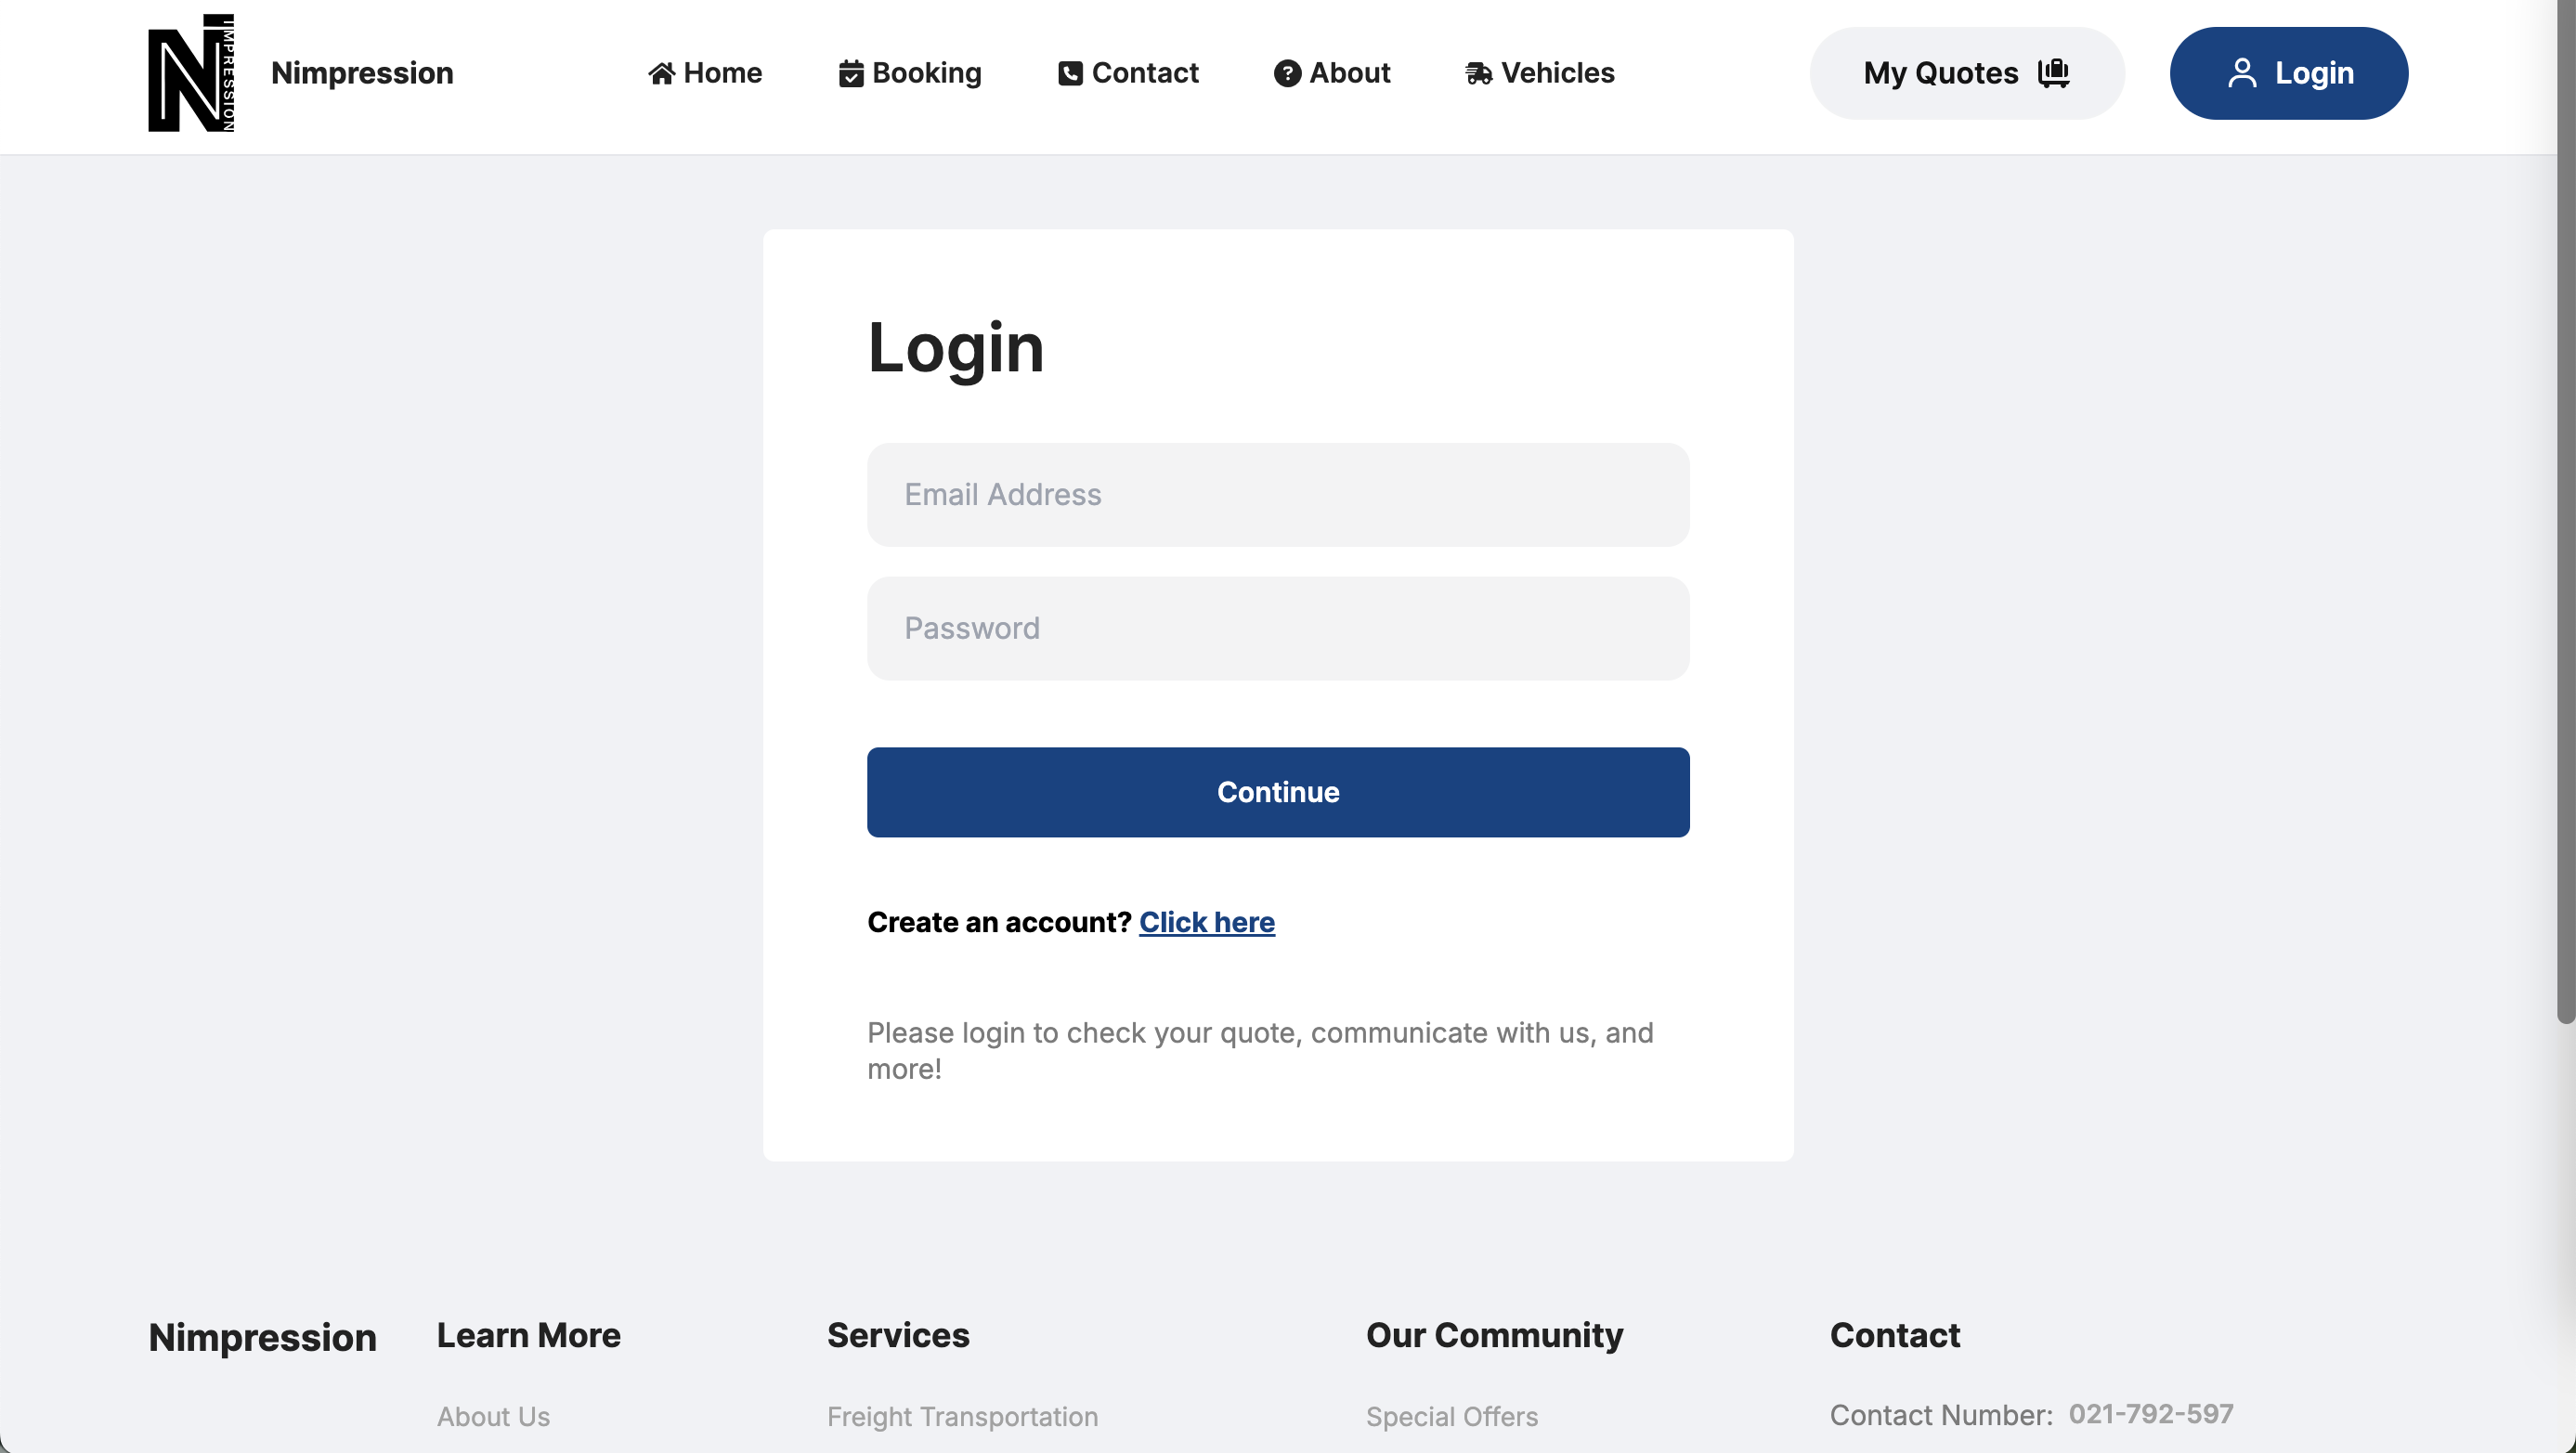 IMPRESSION
Nimpression
Home
Booking
Contact
About
Vehicles
My Quotes
Login
Login
Email Address
Password
Continue
Create an account? Click here
Please login to check your quote, communicate with us, and
more!
Nimpression
Learn More
Services
Our Community
Contact
About Us
Freight Transportation
Special Offers
Contact Number: 021-792-597